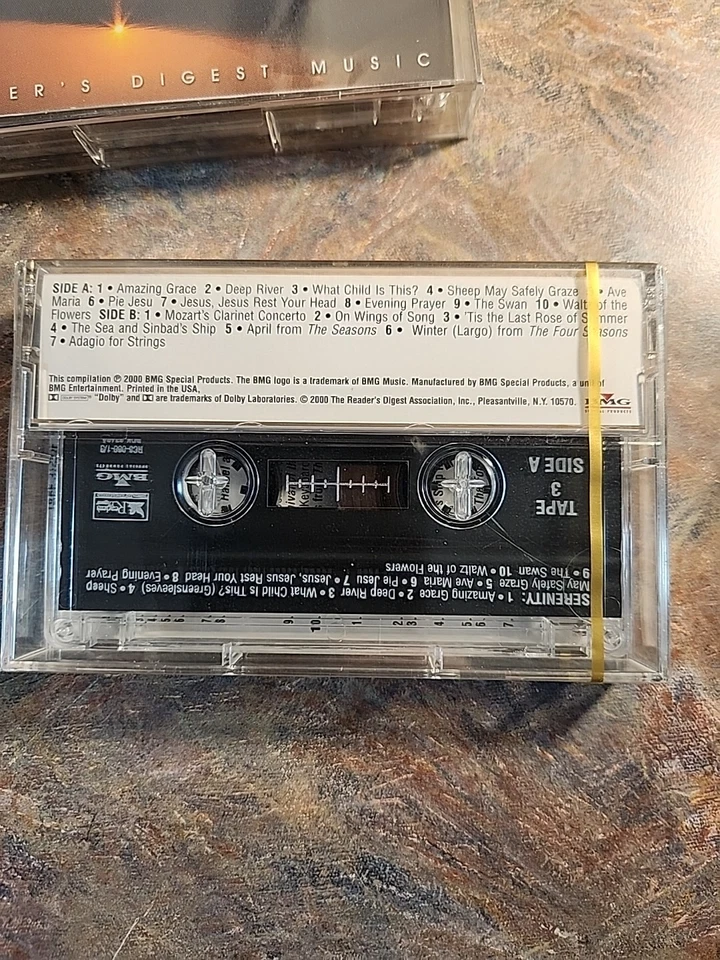 ER'S DIGEST MUSIC
SIDE A: 1 • Amazing Grace 2 • Deep River 3 • What Child Is This? 4 • Sheep May Safely Graze • Ave
Maria 6 • Pie Jesu 7 • Jesus, Jesus Rest Your Head 8 • Evening Prayer 9 • The Swan 10 • Waltz of the
Flowers SIDE B: 1 • Mozart's Clarinet Concerto 2 • On Wings of Song 3 • 'Tis the Last Rose of Summer
4 • The Sea and Sinbad's Ship 5 • April from The Seasons 6 • Winter (Largo) from The Four Seasons
7 • Adagio for Strings
This compilation ℗ 2000 BMG Special Products. The BMG logo is a trademark of BMG Music. Manufactured by BMG Special Products, a unit of
BMG Entertainment. Printed in the USA,
"Dolby" and are trademarks of Dolby Laboratories. © 2000 The Reader's Digest Association, Inc., Pleasantville, N.Y. 10570.
BMG
SPECIAL PRODUCTS
SERENITY: 1 • Amazing Grace 2 • Deep River 3 • What Child Is This? (Greensleeves) 4 • Sheep
May Safely Graze 5 • Ave Maria 6 • Pie Jesu 7 • Jesus, Jesus Rest Your Head 8 • Evening Prayer
9 • The Swan 10 • Waltz of the Flowers
TAPE
3
SIDE A
BMG
SPECIAL PRODUCTS